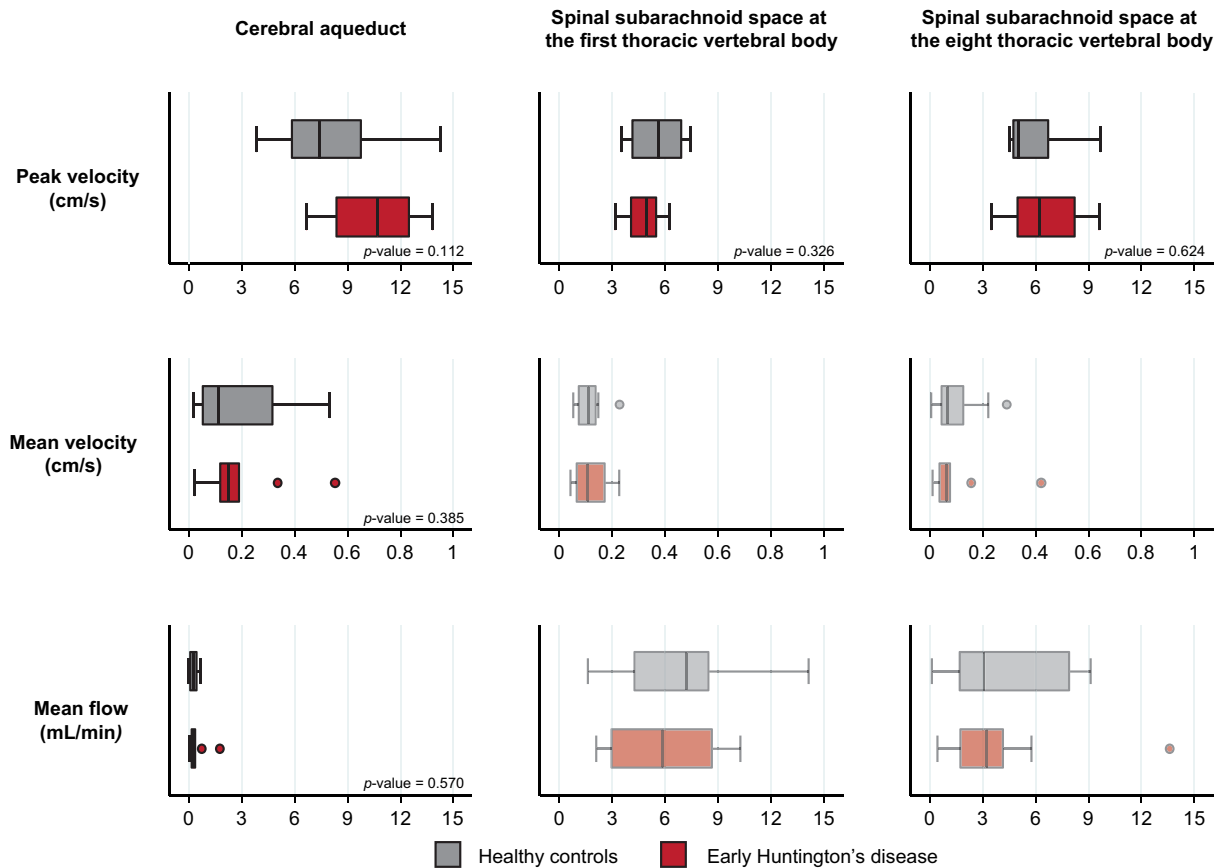 Cerebral aqueduct
Spinal subarachnoid space at
the first thoracic vertebral body
Spinal subarachnoid space at
the eight thoracic vertebral body
Peak velocity
(cm/s)
p-value = 0.112
p-value = 0.326
p-value = 0.624
0 3 6 9 12 15
0 3 6 9 12 15
0 3 6 9 12 15
Mean velocity
(cm/s)
p-value = 0.385
0 0.2 0.4 0.6 0.8 1
0 0.2 0.4 0.6 0.8 1
0 0.2 0.4 0.6 0.8 1
Mean flow
(mL/min)
p-value = 0.570
0 3 6 9 12 15
0 3 6 9 12 15
0 3 6 9 12 15
Healthy controls
Early Huntington's disease